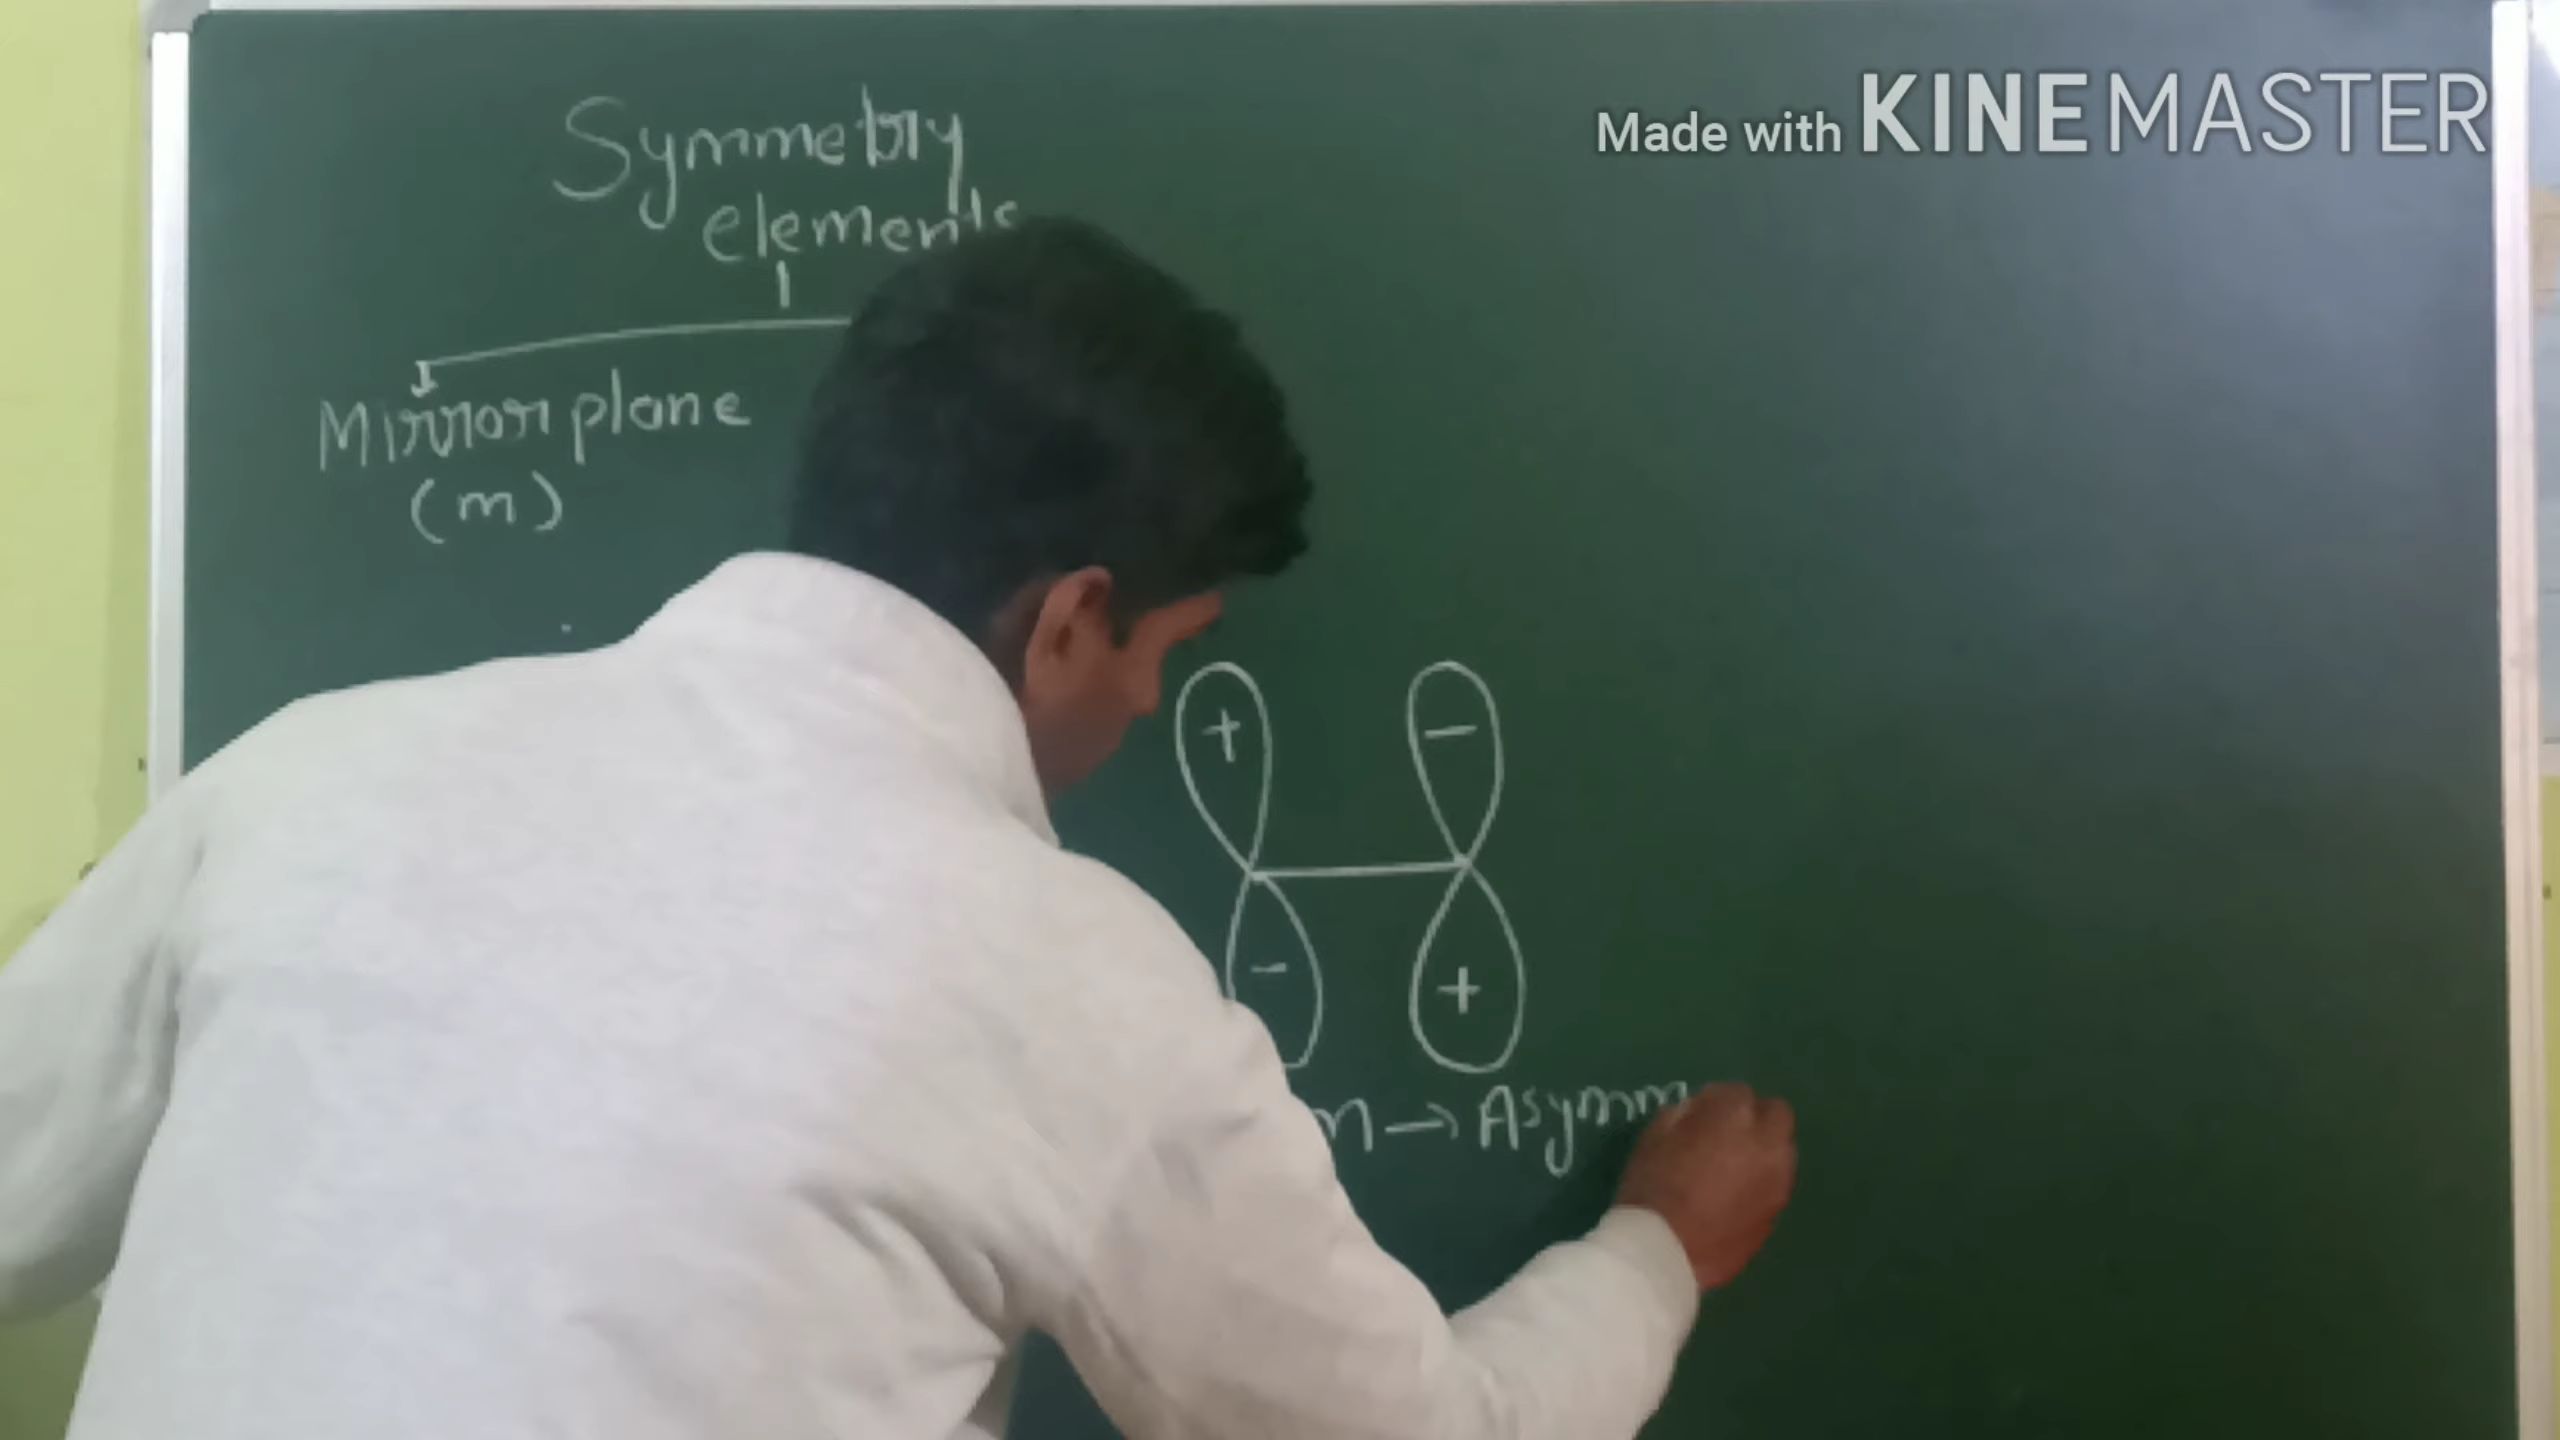 Made with KINEMASTER
Symmetry
elements
Mirror plane
(m)
+ −
− +
m → Asymm